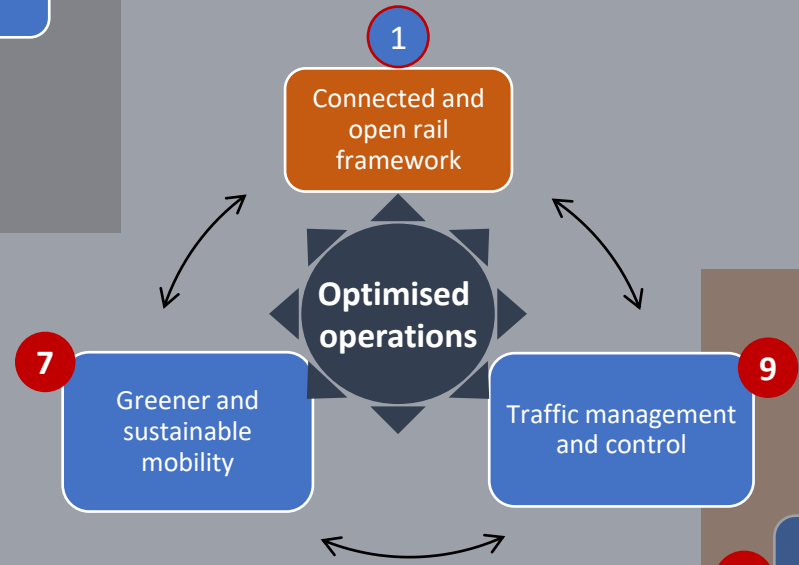 1
Connected and
open rail
framework
Optimised
operations
7
Greener and
sustainable
mobility
9
Traffic management
and control